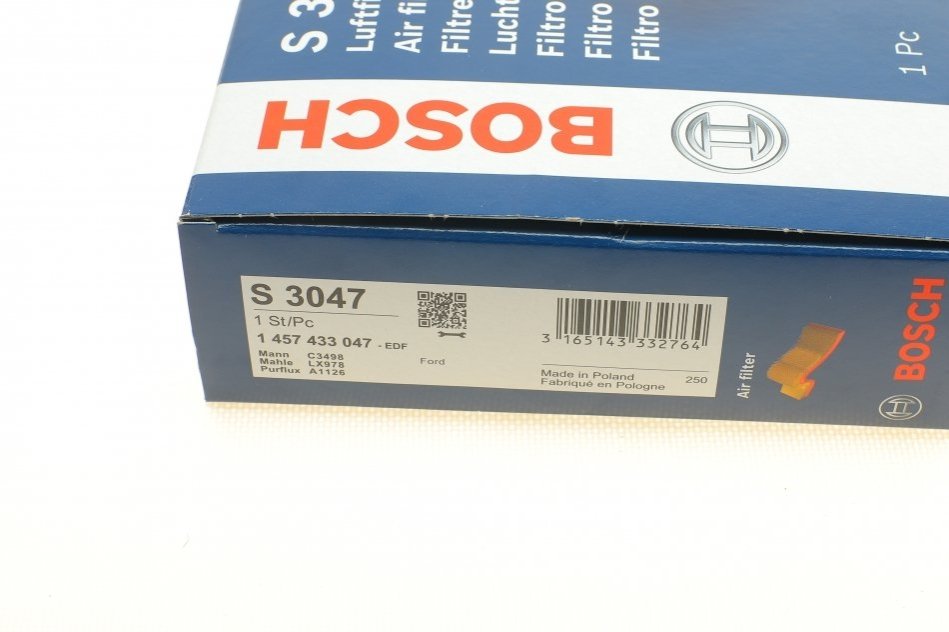 S 3
Luftfi
Air fi
Filtre
Lucht
Filtro
Filtro
Filtro
1 Pc
BOSCH
S 3047
1 St/Pc
1 457 433 047 - EDF
Mann C3498
Mahle LX978
Purflux A1126
Ford
3 165143 332764
Made in Poland
Fabriqué en Pologne
250
Air filter
BOSCH